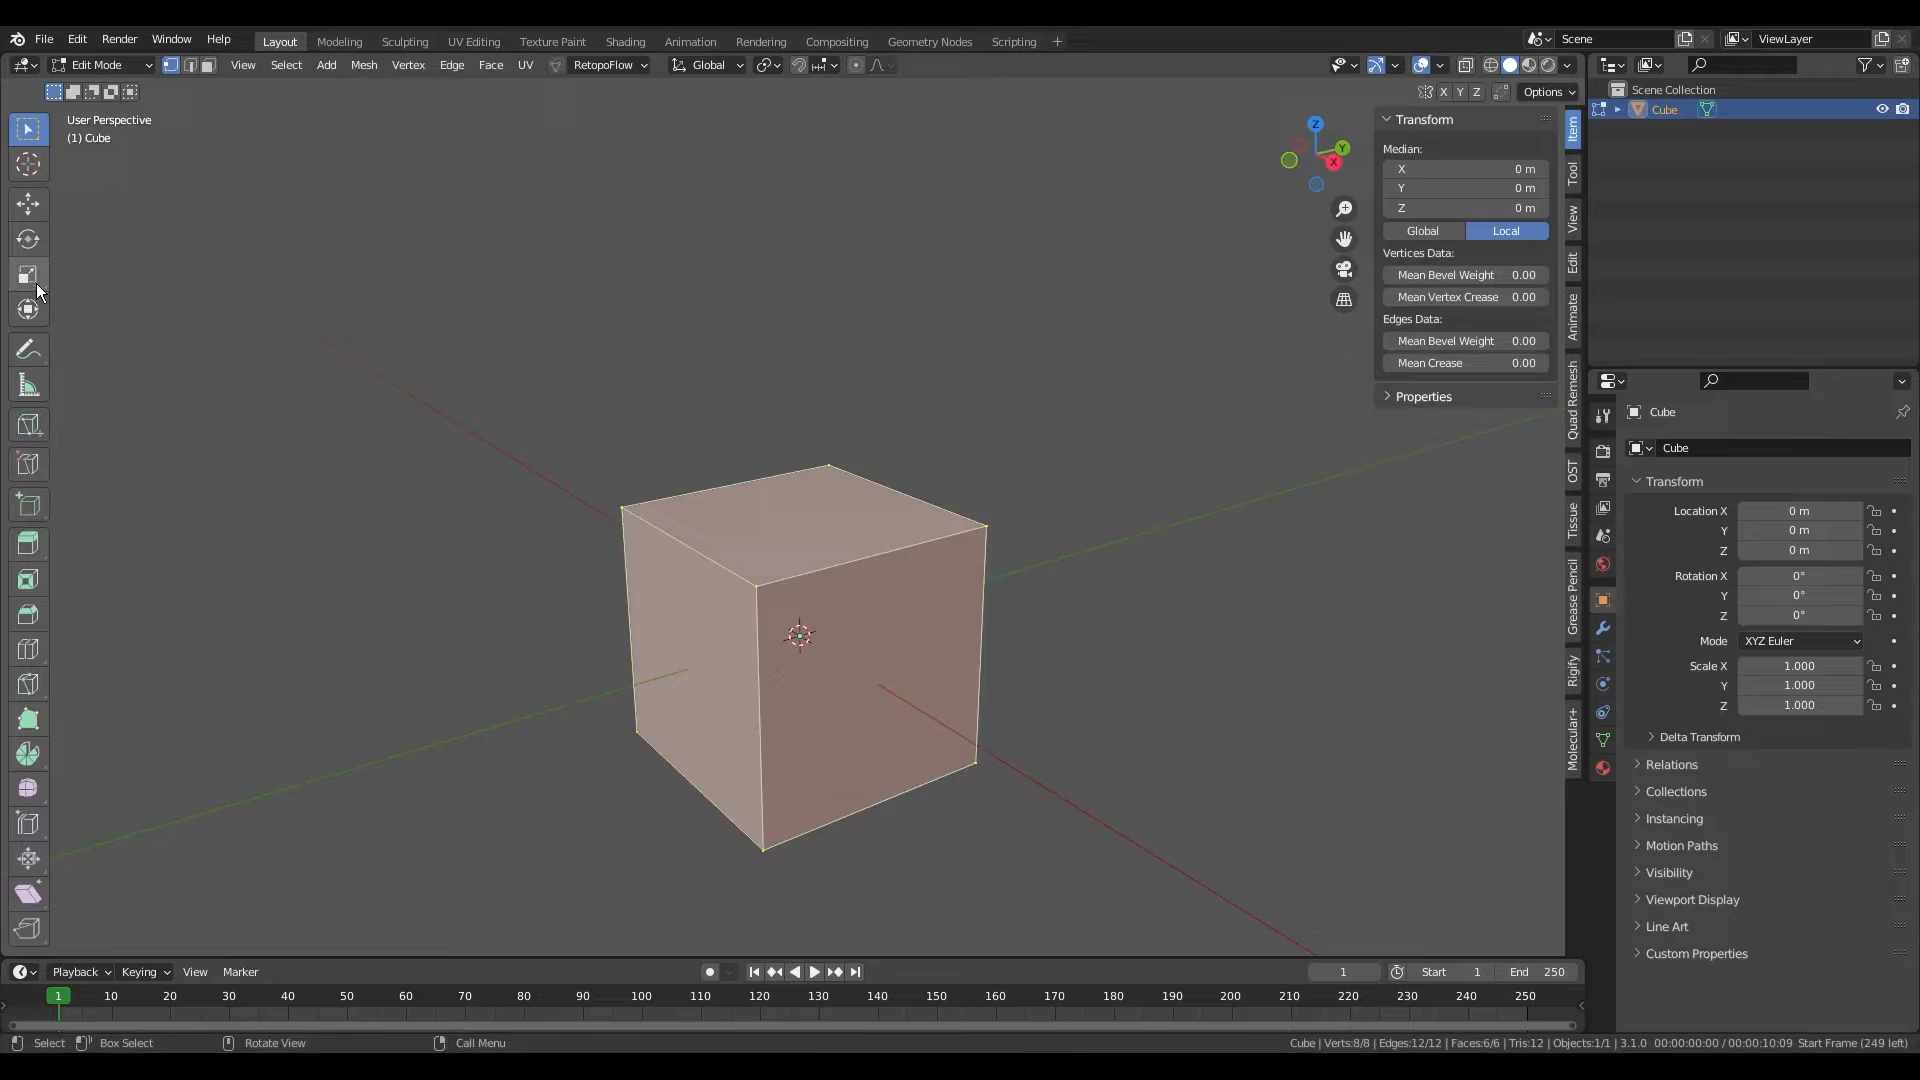 File Edit Render Window Help Layout Modeling Sculpting UV Editing Texture Paint Shading Animation Rendering Compositing Geometry Nodes Scripting + Scene ViewLayer
Edit Mode View Select Add Mesh Vertex Edge Face UV RetopoFlow Global
X Y Z Options
User Perspective
(1) Cube
Z
Y
X
Transform
Median:
X 0 m
Y 0 m
Z 0 m
Global Local
Vertices Data:
Mean Bevel Weight 0.00
Mean Vertex Crease 0.00
Edges Data:
Mean Bevel Weight 0.00
Mean Crease 0.00
Properties
Item
Tool
View
Edit
Animate
Quad Remesh
OST
Tissue
Grease Pencil
Rigify
Molecular+
Scene Collection
Cube
Cube
Cube
Transform
Location X 0 m
Y 0 m
Z 0 m
Rotation X 0°
Y 0°
Z 0°
Mode XYZ Euler
Scale X 1.000
Y 1.000
Z 1.000
Delta Transform
Relations
Collections
Instancing
Motion Paths
Visibility
Viewport Display
Line Art
Custom Properties
Playback Keying View Marker 1 Start 1 End 250
1 10 20 30 40 50 60 70 80 90 100 110 120 130 140 150 160 170 180 190 200 210 220 230 240 250
Select Box Select Rotate View Call Menu Cube | Verts:8/8 | Edges:12/12 | Faces:6/6 | Tris:12 | Objects:1/1 | 3.1.0 00:00:00:00 / 00:00:10:09 Start Frame (249 left)